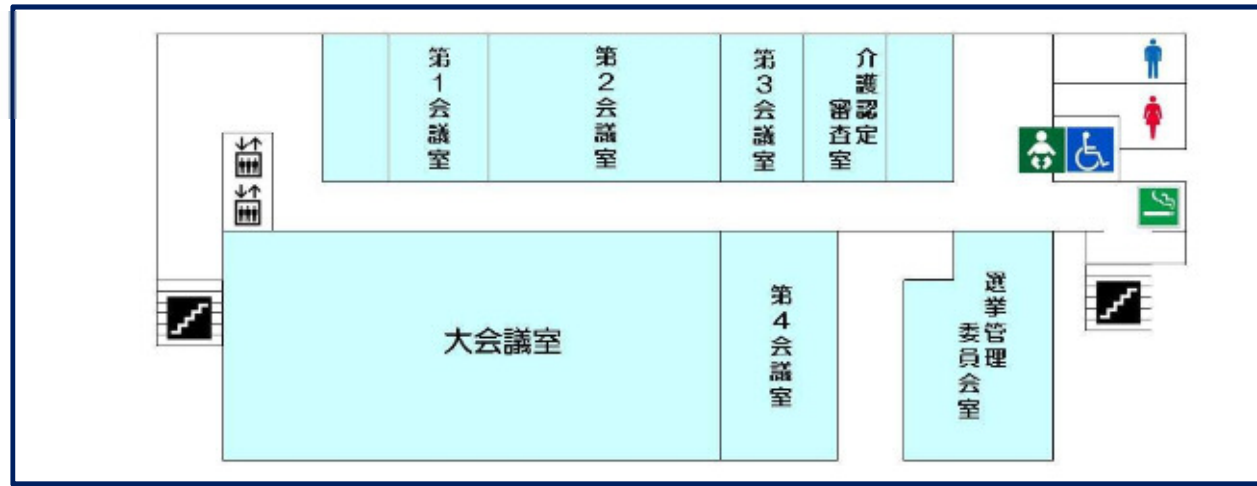 第1会議室
第2会議室
第3会議室
介護認定
審査室
大会議室
第4会議室
選挙管理
委員会室